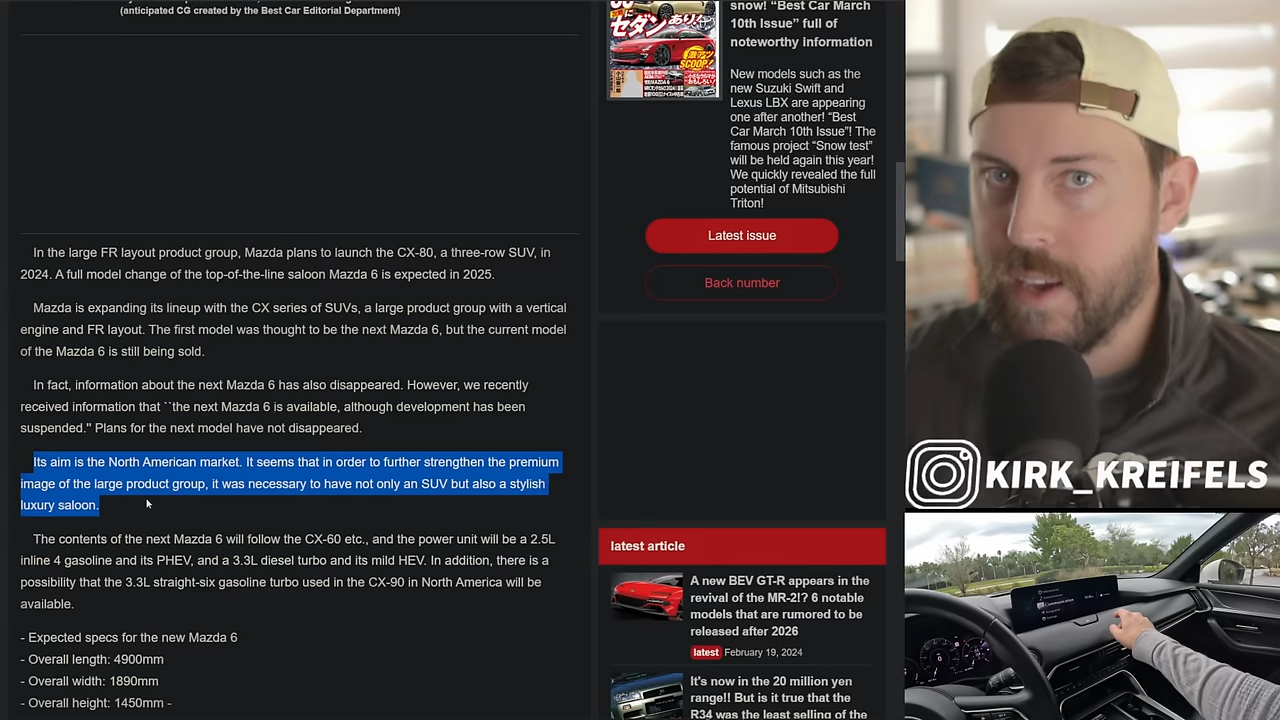 (anticipated CG created by the Best Car Editorial Department)
In the large FR layout product group, Mazda plans to launch the CX-80, a three-row SUV, in
2024. A full model change of the top-of-the-line saloon Mazda 6 is expected in 2025.
Mazda is expanding its lineup with the CX series of SUVs, a large product group with a vertical
engine and FR layout. The first model was thought to be the next Mazda 6, but the current model
of the Mazda 6 is still being sold.
In fact, information about the next Mazda 6 has also disappeared. However, we recently
received information that ``the next Mazda 6 is available, although development has been
suspended.'' Plans for the next model have not disappeared.
Its aim is the North American market. It seems that in order to further strengthen the premium
image of the large product group, it was necessary to have not only an SUV but also a stylish
luxury saloon.
The contents of the next Mazda 6 will follow the CX-60 etc., and the power unit will be a 2.5L
inline 4 gasoline and its PHEV, and a 3.3L diesel turbo and its mild HEV. In addition, there is a
possibility that the 3.3L straight-six gasoline turbo used in the CX-90 in North America will be
available.
- Expected specs for the new Mazda 6
- Overall length: 4900mm
- Overall width: 1890mm
- Overall height: 1450mm -
セダンあり!
SCOOP!
snow! “Best Car March
10th Issue” full of
noteworthy information
New models such as the
new Suzuki Swift and
Lexus LBX are appearing
one after another! “Best
Car March 10th Issue”! The
famous project “Snow test”
will be held again this year!
We quickly revealed the full
potential of Mitsubishi
Triton!
Latest issue
Back number
latest article
A new BEV GT-R appears in the
revival of the MR-2!? 6 notable
models that are rumored to be
released after 2026
latest February 19, 2024
It's now in the 20 million yen
range!! But is it true that the
R34 was the least selling of the
KIRK_KREIFELS
Communication